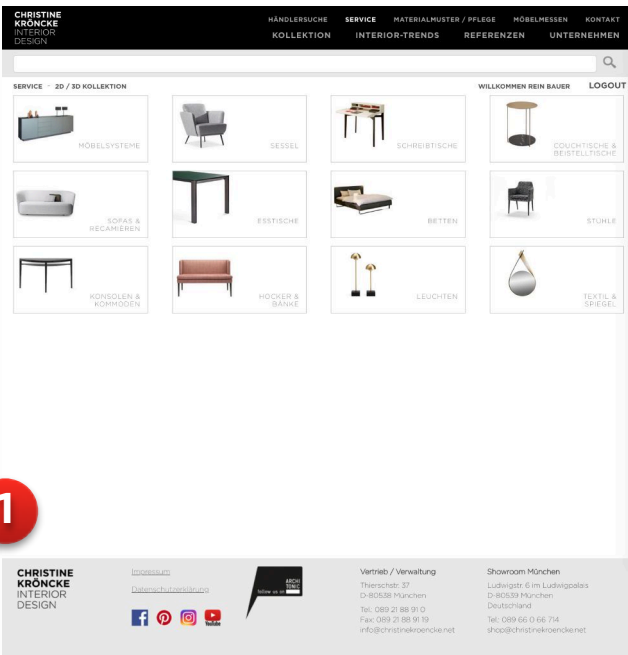 CHRISTINE
KRÖNCKE
INTERIOR
DESIGN
HÄNDLERSUCHE SERVICE MATERIALMUSTER / PFLEGE MÖBELMESSEN KONTAKT
KOLLEKTION INTERIOR-TRENDS REFERENZEN UNTERNEHMEN
SERVICE - 2D / 3D KOLLEKTION WILLKOMMEN REIN BAUER LOGOUT
MÖBELSYSTEME
SESSEL
SCHREIBTISCHE
COUCHTISCHE &
BEISTELLTISCHE
SOFAS &
RECAMIEREN
ESSTISCHE
BETTEN
STÜHLE
KONSOLEN &
KOMMODEN
HOCKER &
BÄNKE
LEUCHTEN
TEXTIL &
SPIEGEL
1
CHRISTINE
KRÖNCKE
INTERIOR
DESIGN
Impressum
Datenschutzerklärung
ARCHI
TONIC
follow us on
YouTube
Vertrieb / Verwaltung
Thierschstr. 37
D-80538 München
Tel.: 089 21 88 91 0
Fax: 089 21 88 91 19
info@christinekroencke.net
Showroom München
Ludwigstr. 6 im Ludwigpalais
D-80539 München
Deutschland
Tel.: 089 66 0 66 714
shop@christinekroencke.net